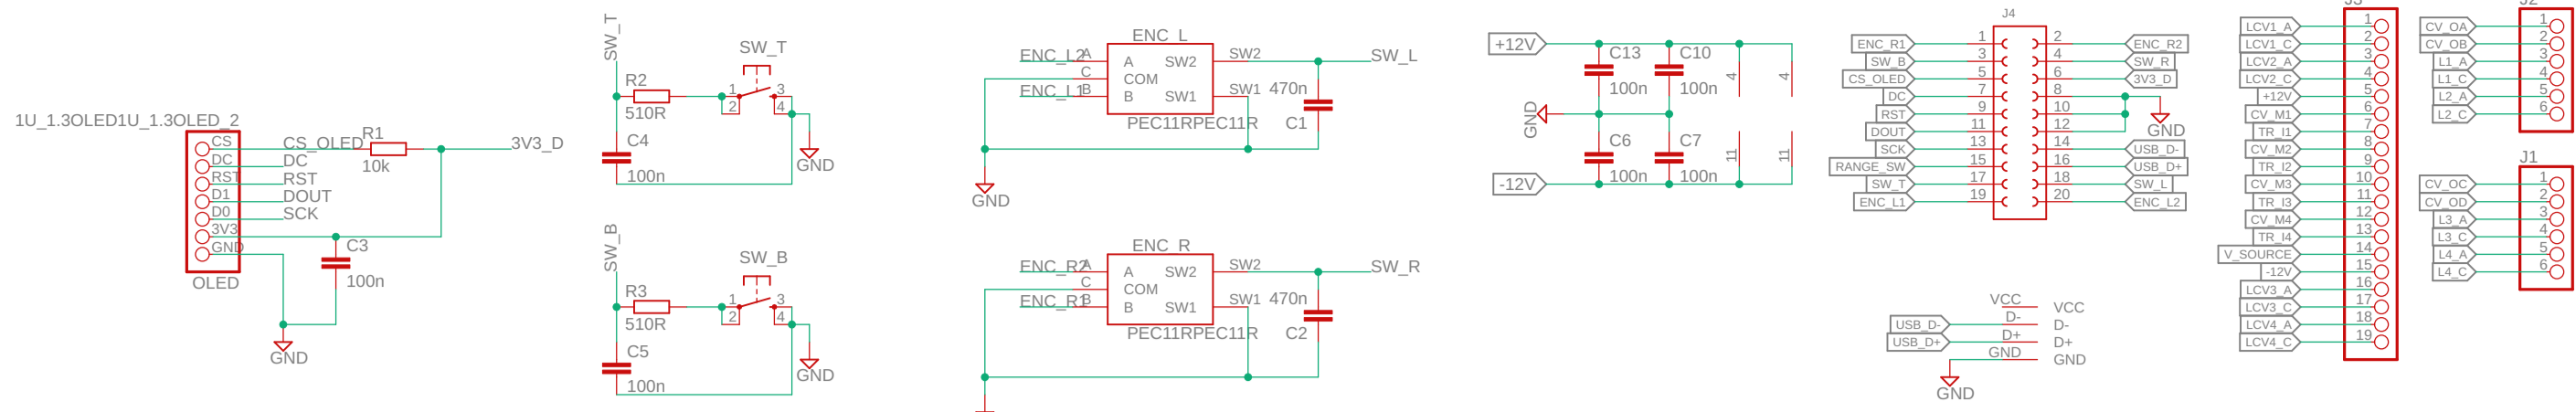 1U_1.3OLED1U_1.3OLED_2
CS
DC
RST
D1
D0
3V3
GND
OLED
CS_OLED
DC
RST
DOUT
SCK
R1
10k
3V3_D
C3
100n
GND
SW_T
R2
510R
C4
100n
SW_T
1
2
3
4
GND
SW_B
R3
510R
C5
100n
SW_B
1
2
3
4
GND
ENC_L
ENC_L2
ENC_L1
A
C
B
A
COM
B
SW2
SW1
SW2
SW1
PEC11RPEC11R
470n
C1
SW_L
GND
ENC_R
ENC_R2
ENC_R1
A
C
B
A
COM
B
SW2
SW1
SW2
SW1
PEC11RPEC11R
470n
C2
SW_R
+12V
GND
-12V
C13
100n
C10
100n
C6
100n
C7
100n
4
4
11
11
J4
ENC_R1 1 2 ENC_R2
SW_B 3 4 SW_R
CS_OLED 5 6 3V3_D
DC 7 8
RST 9 10
DOUT 11 12
GND
SCK 13 14 USB_D-
RANGE_SW 15 16 USB_D+
SW_T 17 18 SW_L
ENC_L1 19 20 ENC_L2
VCC VCC
USB_D- D- D-
USB_D+ D+ D+
GND GND
GND
J3
LCV1_A 1
LCV1_C 2
LCV2_A 3
LCV2_C 4
+12V 5
CV_M1 6
TR_I1 7
CV_M2 8
TR_I2 9
CV_M3 10
TR_I3 11
CV_M4 12
TR_I4 13
V_SOURCE 14
-12V 15
LCV3_A 16
LCV3_C 17
LCV4_A 18
LCV4_C 19
J2
CV_OA 1
CV_OB 2
L1_A 3
L1_C 4
L2_A 5
L2_C 6
J1
CV_OC 1
CV_OD 2
L3_A 3
L3_C 4
L4_A 5
L4_C 6